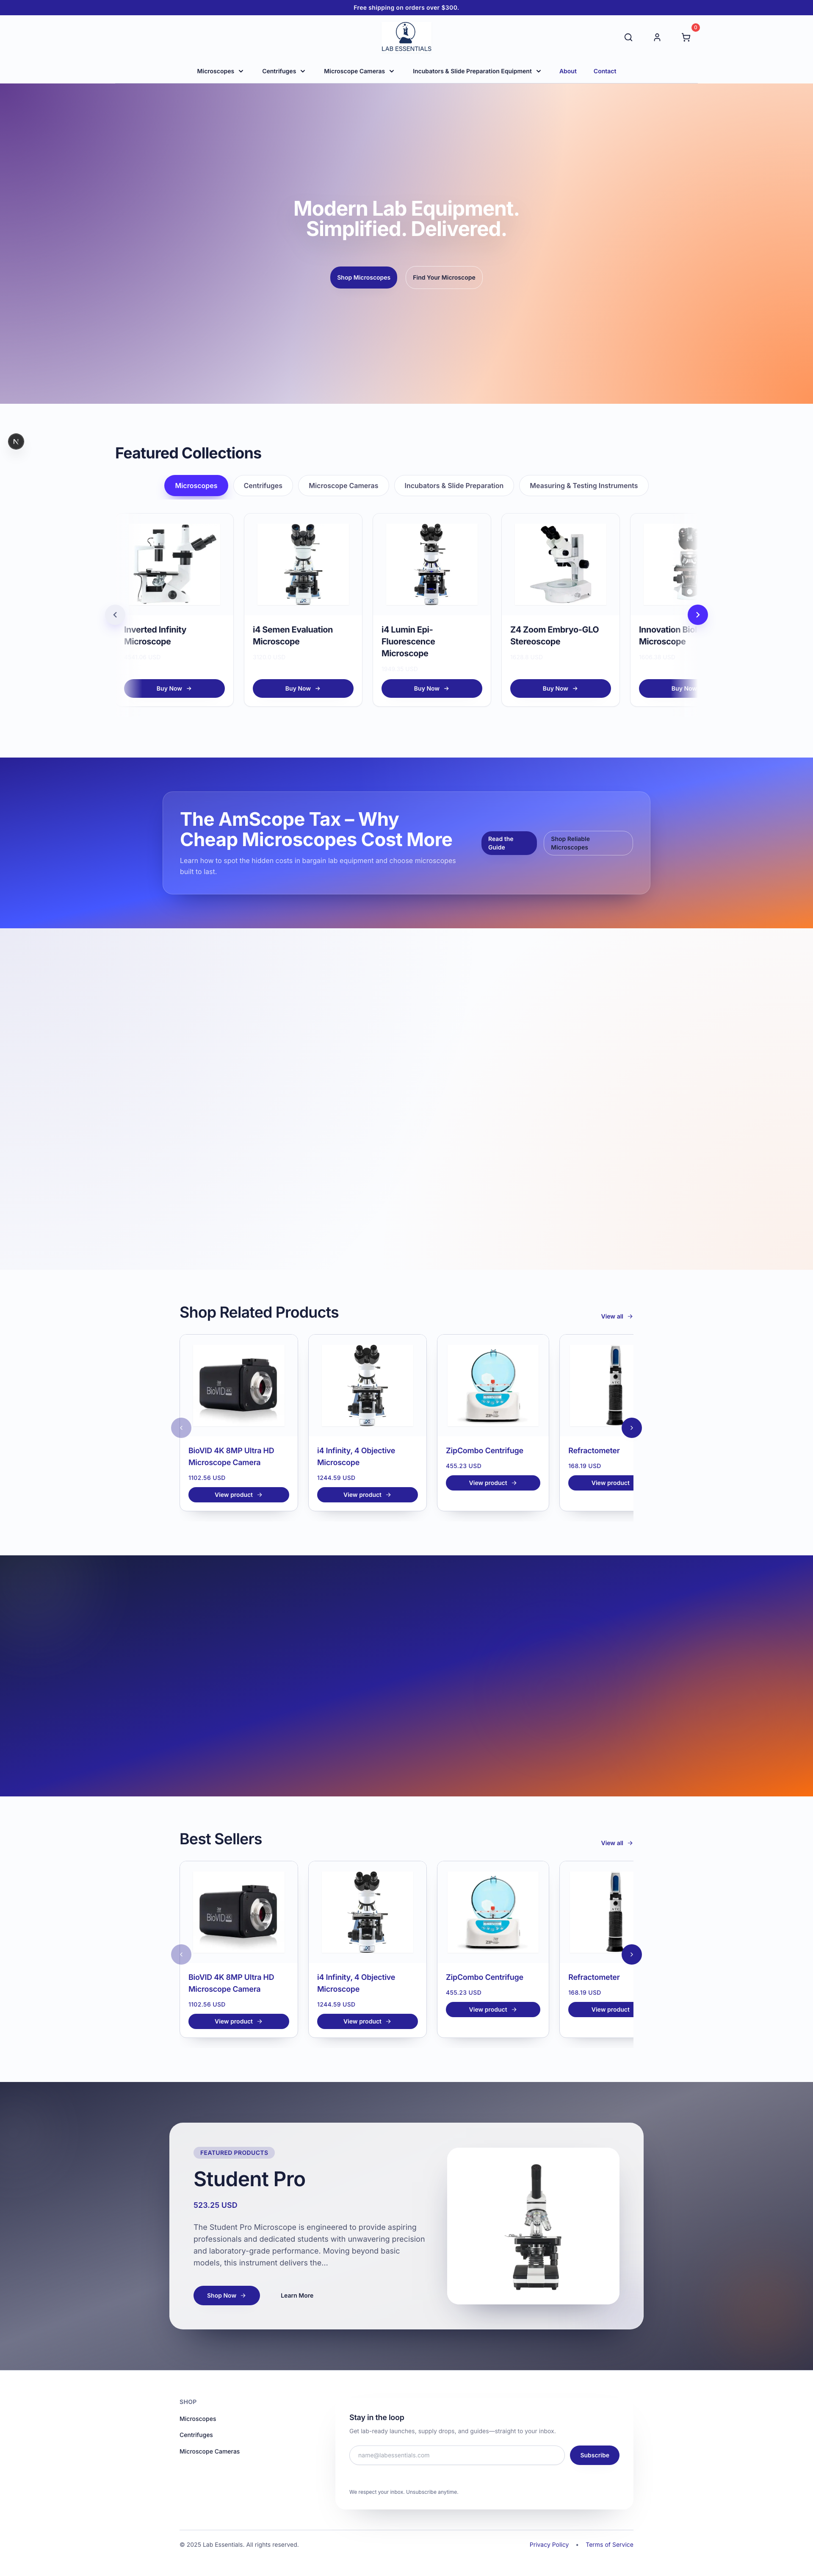 Free shipping on orders over $300.
LAB ESSENTIALS
0
Microscopes
Centrifuges
Microscope Cameras
Incubators & Slide Preparation Equipment
About
Contact
Modern Lab Equipment.
Simplified. Delivered.
Shop Microscopes
Find Your Microscope
N
Featured Collections
Microscopes
Centrifuges
Microscope Cameras
Incubators & Slide Preparation
Measuring & Testing Instruments
Inverted Infinity
Microscope
Buy Now
i4 Semen Evaluation
Microscope
Buy Now
i4 Lumin Epi-
Fluorescence
Microscope
Buy Now
Z4 Zoom Embryo-GLO
Stereoscope
Buy Now
Innovation
Microscope
Buy
The AmScope Tax – Why
Cheap Microscopes Cost More
Learn how to spot the hidden costs in bargain lab equipment and choose microscopes
built to last.
Read the
Guide
Shop Reliable
Microscopes
Shop Related Products
View all
BioVID 4K 8MP Ultra HD
Microscope Camera
1102.56 USD
View product
i4 Infinity, 4 Objective
Microscope
1244.59 USD
View product
ZipCombo Centrifuge
455.23 USD
View product
Refractometer
168.19 USD
View product
Best Sellers
View all
BioVID 4K 8MP Ultra HD
Microscope Camera
1102.56 USD
View product
i4 Infinity, 4 Objective
Microscope
1244.59 USD
View product
ZipCombo Centrifuge
455.23 USD
View product
Refractometer
168.19 USD
View product
FEATURED PRODUCTS
Student Pro
523.25 USD
The Student Pro Microscope is engineered to provide aspiring
professionals and dedicated students with unwavering precision
and laboratory-grade performance. Moving beyond basic
models, this instrument delivers the...
Shop Now
Learn More
SHOP
Microscopes
Centrifuges
Microscope Cameras
Stay in the loop
Get lab-ready launches, supply drops, and guides—straight to your inbox.
name@labessentials.com
Subscribe
We respect your inbox. Unsubscribe anytime.
© 2025 Lab Essentials. All rights reserved.
Privacy Policy
•
Terms of Service